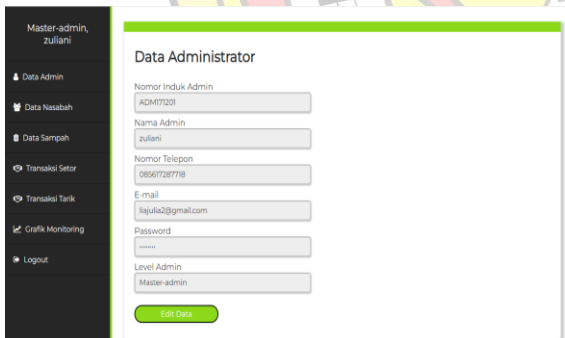 Master-admin,
zuliani
Data Admin
Data Nasabah
Data Sampah
Transaksi Setor
Transaksi Tarik
Grafik Monitoring
Logout
Data Administrator
Nomor Induk Admin
ADM171201
Nama Admin
zuliani
Nomor Telepon
085617287718
E-mail
liajulia2@gmail.com
Password
........
Level Admin
Master-admin
Edit Data